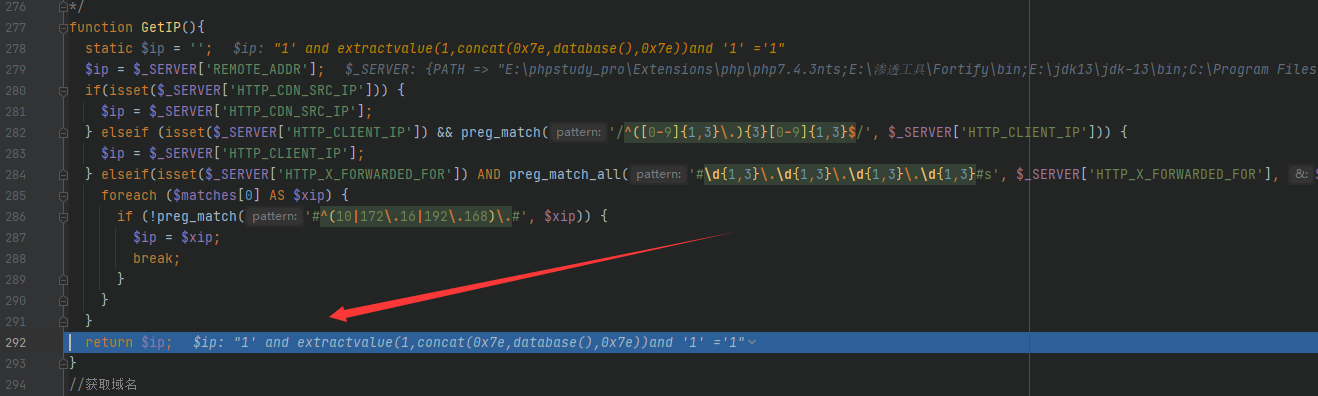 276 */
277 function GetIP(){
278 static $ip = ''; $ip: "1' and extractvalue(1,concat(0x7e,database(),0x7e))and '1' ='1"
279 $ip = $_SERVER['REMOTE_ADDR']; $_SERVER: {PATH => "E:\phpstudy_pro\Extensions\php\php7.4.3nts;E:\渗透工具\Fortify\bin;E:\jdk13\jdk-13\bin;C:\Program Files
280 if(isset($_SERVER['HTTP_CDN_SRC_IP'])) {
281 $ip = $_SERVER['HTTP_CDN_SRC_IP'];
282 } elseif (isset($_SERVER['HTTP_CLIENT_IP']) && preg_match( pattern: '/^([0-9]{1,3}\.){3}[0-9]{1,3}$/', $_SERVER['HTTP_CLIENT_IP'])) {
283 $ip = $_SERVER['HTTP_CLIENT_IP'];
284 } elseif(isset($_SERVER['HTTP_X_FORWARDED_FOR']) AND preg_match_all( pattern: '#\d{1,3}\.\d{1,3}\.\d{1,3}\.\d{1,3}#s', $_SERVER['HTTP_X_FORWARDED_FOR'], &: $
285 foreach ($matches[0] AS $xip) {
286 if (!preg_match( pattern: '#^(10|172\.16|192\.168)\.#', $xip)) {
287 $ip = $xip;
288 break;
289 }
290 }
291 }
292 return $ip; $ip: "1' and extractvalue(1,concat(0x7e,database(),0x7e))and '1' ='1"
293 }
294 //获取域名